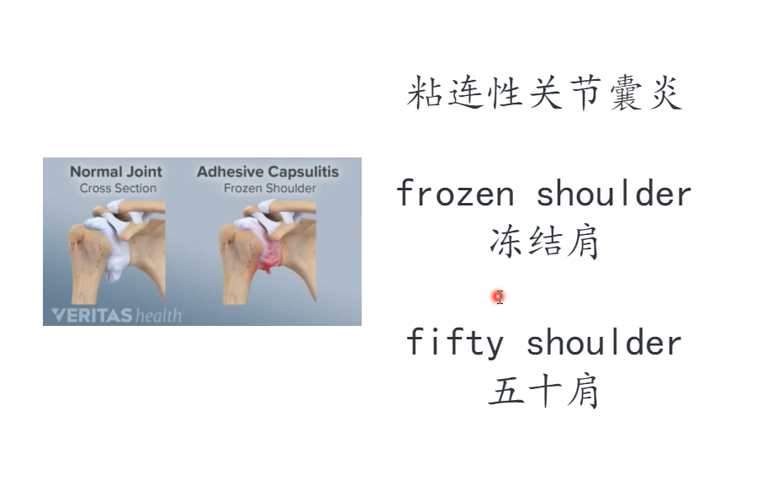 Normal Joint
Cross Section
Adhesive Capsulitis
Frozen Shoulder
VERITAS health
粘连性关节囊炎
frozen shoulder
冻结肩
fifty shoulder
五十肩